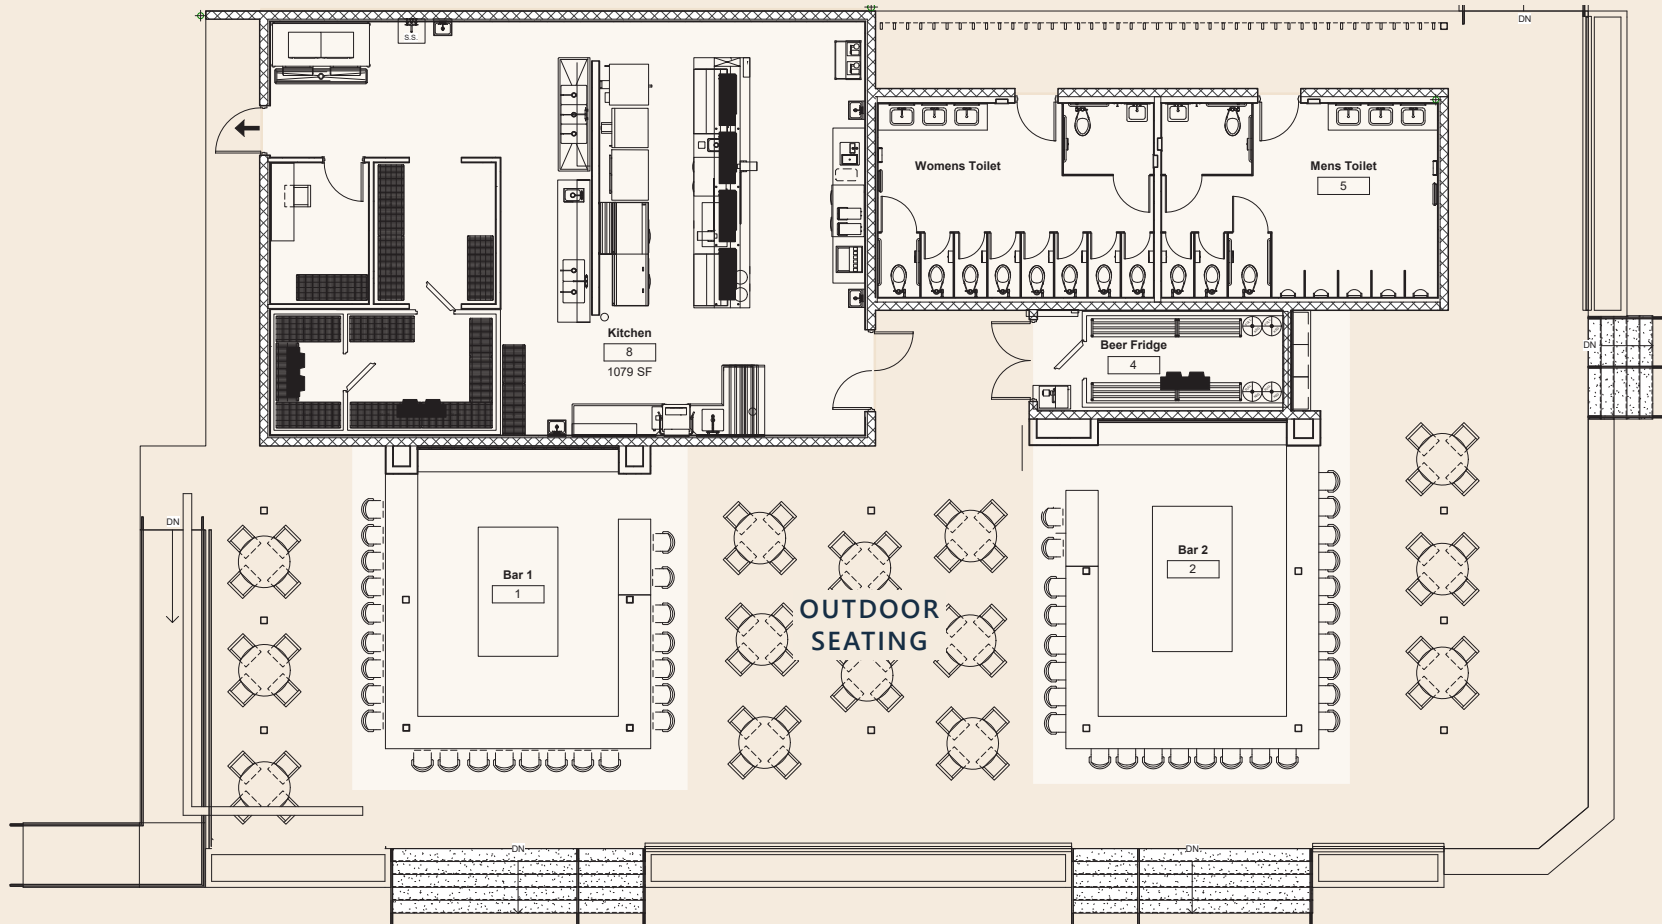 DN
S.S.
Womens Toilet
Mens Toilet
5
Kitchen
8
1079 SF
Beer Fridge
4
DN
DN
Bar 1
1
Bar 2
2
OUTDOOR
SEATING
DN
DN